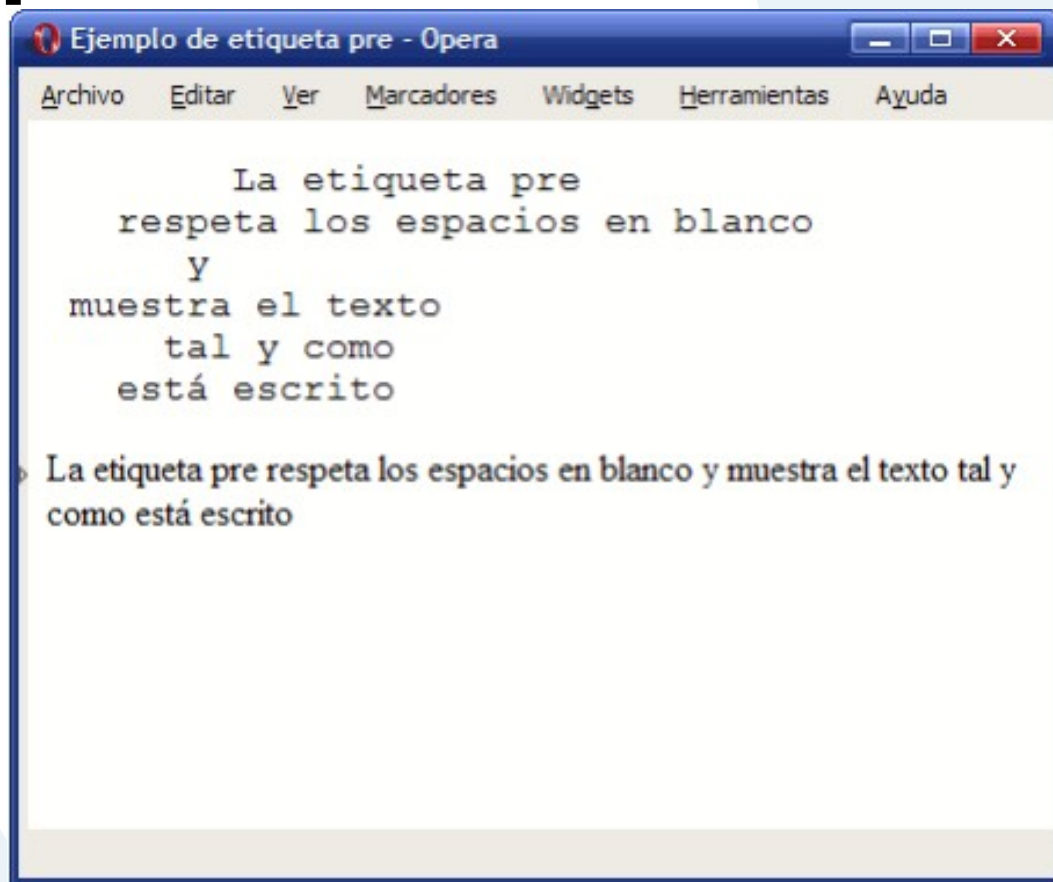 Ejemplo de etiqueta pre - Opera
Archivo Editar Ver Marcadores Widgets Herramientas Ayuda
La etiqueta pre
respeta los espacios en blanco
y
muestra el texto
tal y como
está escrito
La etiqueta pre respeta los espacios en blanco y muestra el texto tal y
como está escrito